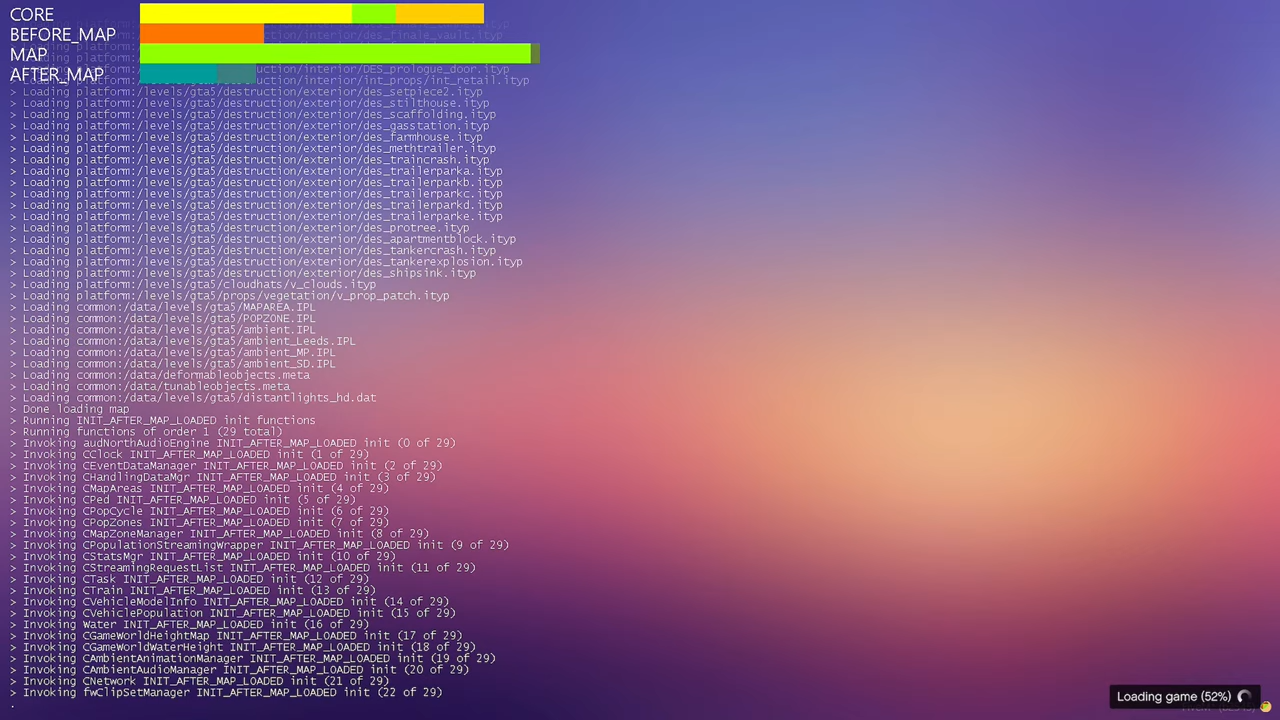 CORE
BEFORE_MAP
MAP
AFTER_MAP
des_finale_vault.ityp
uction/interior/DES_prologue_door.ityp
> Loading platform:/levels/gta5/destruction/interior/int_props/int_retail.ityp
> Loading platform:/levels/gta5/destruction/exterior/des_setpiece2.ityp
> Loading platform:/levels/gta5/destruction/exterior/des_stilthouse.ityp
> Loading platform:/levels/gta5/destruction/exterior/des_scaffolding.ityp
> Loading platform:/levels/gta5/destruction/exterior/des_gasstation.ityp
> Loading platform:/levels/gta5/destruction/exterior/des_farmhouse.ityp
> Loading platform:/levels/gta5/destruction/exterior/des_methtrailer.ityp
> Loading platform:/levels/gta5/destruction/exterior/des_traincrash.ityp
> Loading platform:/levels/gta5/destruction/exterior/des_trailerparka.ityp
> Loading platform:/levels/gta5/destruction/exterior/des_trailerparkb.ityp
> Loading platform:/levels/gta5/destruction/exterior/des_trailerparkc.ityp
> Loading platform:/levels/gta5/destruction/exterior/des_trailerparkd.ityp
> Loading platform:/levels/gta5/destruction/exterior/des_trailerparke.ityp
> Loading platform:/levels/gta5/destruction/exterior/des_protree.ityp
> Loading platform:/levels/gta5/destruction/exterior/des_apartmentblock.ityp
> Loading platform:/levels/gta5/destruction/exterior/des_tankercrash.ityp
> Loading platform:/levels/gta5/destruction/exterior/des_tankerexplosion.ityp
> Loading platform:/levels/gta5/destruction/exterior/des_shipsink.ityp
> Loading platform:/levels/gta5/cloudhats/v_clouds.ityp
> Loading platform:/levels/gta5/props/vegetation/v_prop_patch.ityp
> Loading common:/data/levels/gta5/MAPAREA.IPL
> Loading common:/data/levels/gta5/POPZONE.IPL
> Loading common:/data/levels/gta5/ambient.IPL
> Loading common:/data/levels/gta5/ambient_Leeds.IPL
> Loading common:/data/levels/gta5/ambient_MP.IPL
> Loading common:/data/levels/gta5/ambient_SD.IPL
> Loading common:/data/deformableobjects.meta
> Loading common:/data/tunableobjects.meta
> Loading common:/data/levels/gta5/distantlights_hd.dat
> Done loading map
> Running INIT_AFTER_MAP_LOADED init functions
> Running functions of order 1 (29 total)
> Invoking audNorthAudioEngine INIT_AFTER_MAP_LOADED init (0 of 29)
> Invoking CClock INIT_AFTER_MAP_LOADED init (1 of 29)
> Invoking CEventDataManager INIT_AFTER_MAP_LOADED init (2 of 29)
> Invoking CHandlingDataMgr INIT_AFTER_MAP_LOADED init (3 of 29)
> Invoking CMapAreas INIT_AFTER_MAP_LOADED init (4 of 29)
> Invoking CPed INIT_AFTER_MAP_LOADED init (5 of 29)
> Invoking CPopCycle INIT_AFTER_MAP_LOADED init (6 of 29)
> Invoking CPopZones INIT_AFTER_MAP_LOADED init (7 of 29)
> Invoking CMapZoneManager INIT_AFTER_MAP_LOADED init (8 of 29)
> Invoking CPopulationStreamingWrapper INIT_AFTER_MAP_LOADED init (9 of 29)
> Invoking CStatsMgr INIT_AFTER_MAP_LOADED init (10 of 29)
> Invoking CStreamingRequestList INIT_AFTER_MAP_LOADED init (11 of 29)
> Invoking CTask INIT_AFTER_MAP_LOADED init (12 of 29)
> Invoking CTrain INIT_AFTER_MAP_LOADED init (13 of 29)
> Invoking CVehicleModelInfo INIT_AFTER_MAP_LOADED init (14 of 29)
> Invoking CVehiclePopulation INIT_AFTER_MAP_LOADED init (15 of 29)
> Invoking Water INIT_AFTER_MAP_LOADED init (16 of 29)
> Invoking CGameWorldHeightMap INIT_AFTER_MAP_LOADED init (17 of 29)
> Invoking CGameWorldWaterHeight INIT_AFTER_MAP_LOADED init (18 of 29)
> Invoking CAmbientAnimationManager INIT_AFTER_MAP_LOADED init (19 of 29)
> Invoking CAmbientAudioManager INIT_AFTER_MAP_LOADED init (20 of 29)
> Invoking CNetwork INIT_AFTER_MAP_LOADED init (21 of 29)
> Invoking fwClipSetManager INIT_AFTER_MAP_LOADED init (22 of 29)
Loading game (52%)